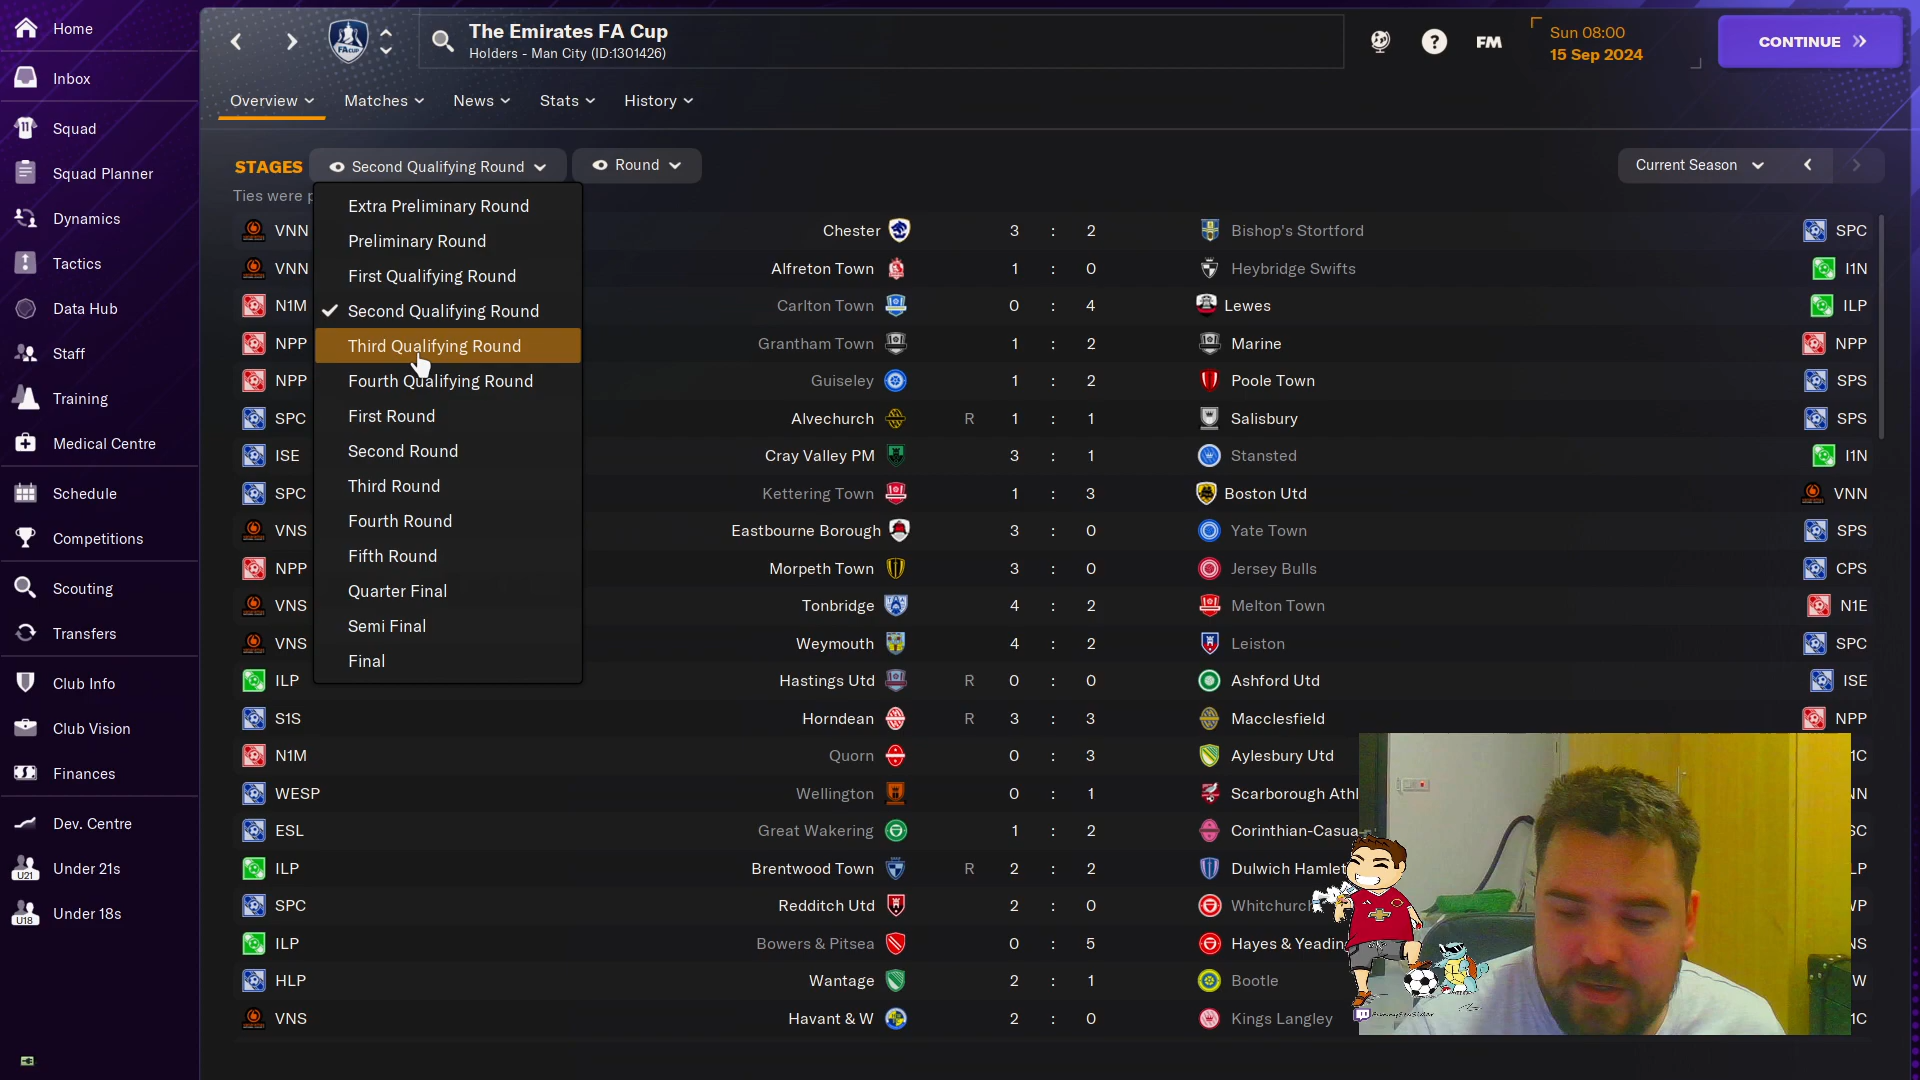 Home
Inbox
Squad
Squad Planner
Dynamics
Tactics
Data Hub
Staff
Training
Medical Centre
Schedule
Competitions
Scouting
Transfers
Club Info
Club Vision
Finances
Dev. Centre
U21 Under 21s
U18 Under 18s
FA CUP
The Emirates FA Cup
Holders - Man City (ID:1301426)
?
FM
Sun 08:00
15 Sep 2024
CONTINUE
Overview
Matches
News
Stats
History
STAGES
Second Qualifying Round
Round
Current Season
Ties were
Extra Preliminary Round
Preliminary Round
First Qualifying Round
Second Qualifying Round
Third Qualifying Round
Fourth Qualifying Round
First Round
Second Round
Third Round
Fourth Round
Fifth Round
Quarter Final
Semi Final
Final
VNN Chester 3 : 2 Bishop's Stortford SPC
VNN Alfreton Town 1 : 0 Heybridge Swifts I1N
N1M Carlton Town 0 : 4 Lewes ILP
NPP Grantham Town 1 : 2 Marine NPP
NPP Guiseley 1 : 2 Poole Town SPS
SPC Alvechurch R 1 : 1 Salisbury SPS
ISE Cray Valley PM 3 : 1 Stansted I1N
SPC Kettering Town 1 : 3 Boston Utd VNN
VNS Eastbourne Borough 3 : 0 Yate Town SPS
NPP Morpeth Town 3 : 0 Jersey Bulls CPS
VNS Tonbridge 4 : 2 Melton Town N1E
VNS Weymouth 4 : 2 Leiston SPC
ILP Hastings Utd R 0 : 0 Ashford Utd ISE
S1S Horndean R 3 : 3 Macclesfield NPP
N1M Quorn 0 : 3 Aylesbury Utd 1C
WESP Wellington 0 : 1 Scarborough Athl
ESL Great Wakering 1 : 2 Corinthian-Casua SC
ILP Brentwood Town R 2 : 2 Dulwich Hamlet LP
SPC Redditch Utd 2 : 0 Whitchurch
ILP Bowers & Pitsea 0 : 5 Hayes & Yeadin NS
HLP Wantage 2 : 1 Bootle W
VNS Havant & W 2 : 0 Kings Langley 1C